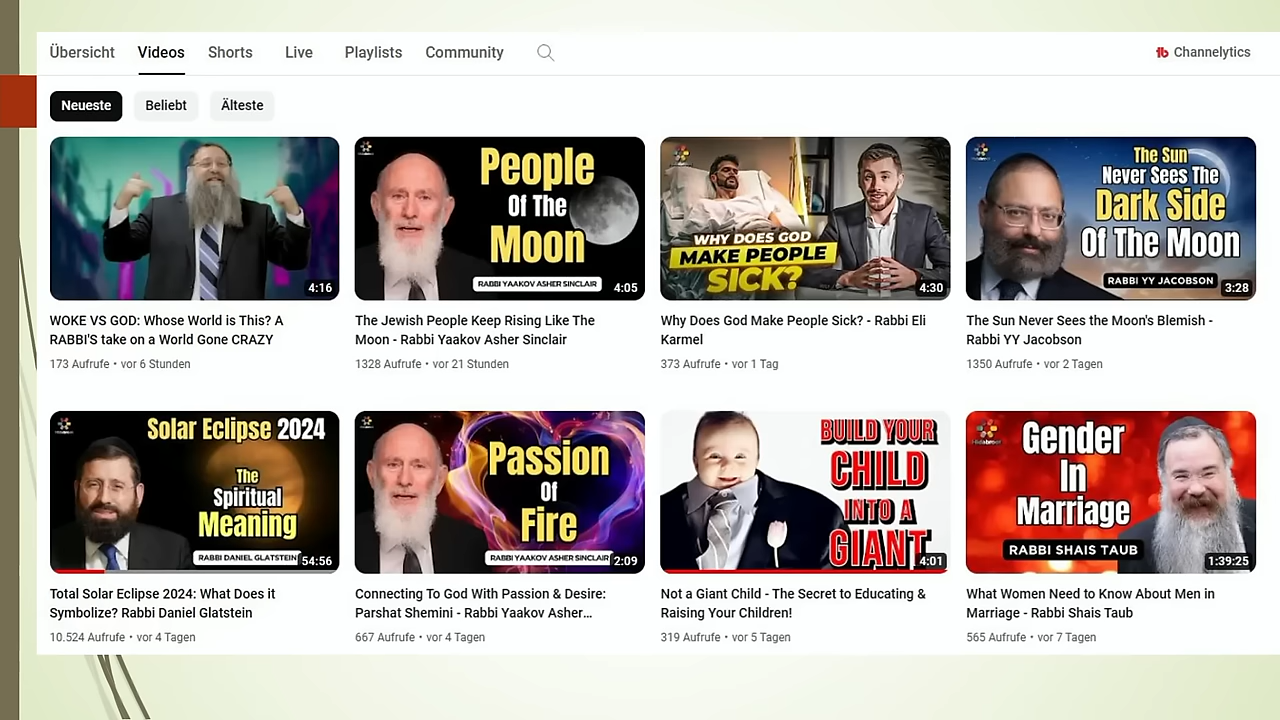 Übersicht Videos Shorts Live Playlists Community Channelytics
Neueste Beliebt Älteste
4:16
People
Of The
Moon
RABBI YAAKOV ASHER SINCLAIR
4:05
WHY DOES GOD
MAKE PEOPLE
SICK?
4:30
The Sun
Never Sees The
Dark Side
Of The Moon
RABBI YY JACOBSON
3:28
WOKE VS GOD: Whose World is This? A
RABBI'S take on a World Gone CRAZY
173 Aufrufe • vor 6 Stunden
The Jewish People Keep Rising Like The
Moon - Rabbi Yaakov Asher Sinclair
1328 Aufrufe • vor 21 Stunden
Why Does God Make People Sick? - Rabbi Eli
Karmel
373 Aufrufe • vor 1 Tag
The Sun Never Sees the Moon's Blemish -
Rabbi YY Jacobson
1350 Aufrufe • vor 2 Tagen
Solar Eclipse 2024
The
Spiritual
Meaning
RABBI DANIEL GLATSTEIN
54:56
Passion
Of
Fire
RABBI YAAKOV ASHER SINCLAIR
2:09
BUILD YOUR
CHILD
INTO A
GIANT
4:01
Hidabroot
Gender
In
Marriage
RABBI SHAIS TAUB
1:39:25
Total Solar Eclipse 2024: What Does it
Symbolize? Rabbi Daniel Glatstein
10.524 Aufrufe • vor 4 Tagen
Connecting To God With Passion & Desire:
Parshat Shemini - Rabbi Yaakov Asher...
667 Aufrufe • vor 4 Tagen
Not a Giant Child - The Secret to Educating &
Raising Your Children!
319 Aufrufe • vor 5 Tagen
What Women Need to Know About Men in
Marriage - Rabbi Shais Taub
565 Aufrufe • vor 7 Tagen